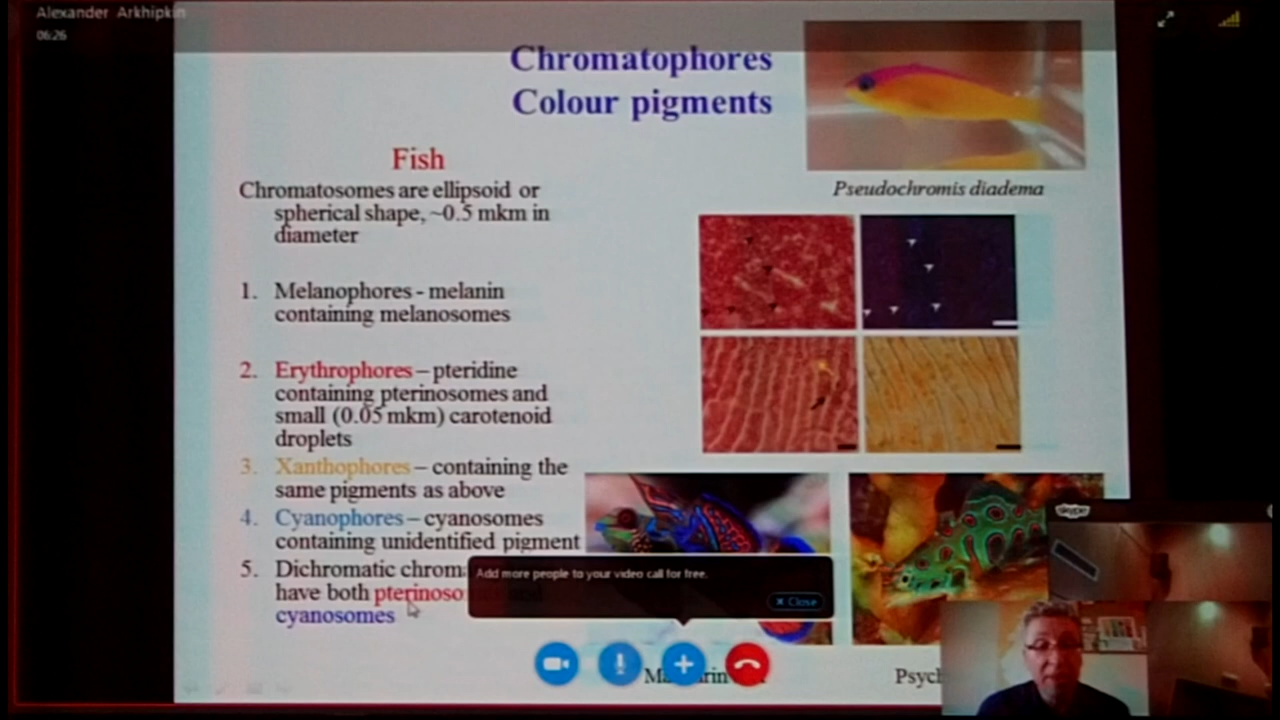 Alexander Arkhipkin
06:26
Chromatophores
Colour pigments
Fish
Chromatosomes are ellipsoid or
spherical shape, ~0.5 mkm in
diameter
1. Melanophores - melanin
containing melanosomes
2. Erythrophores – pteridine
containing pterinosomes and
small (0.05 mkm) carotenoid
droplets
3. Xanthophores – containing the
same pigments as above
4. Cyanophores – cyanosomes
containing unidentified pigment
5. Dichromatic
have both
cyanosomes
Pseudochromis diadema
skype
Add more people to your video call for free.
× Close